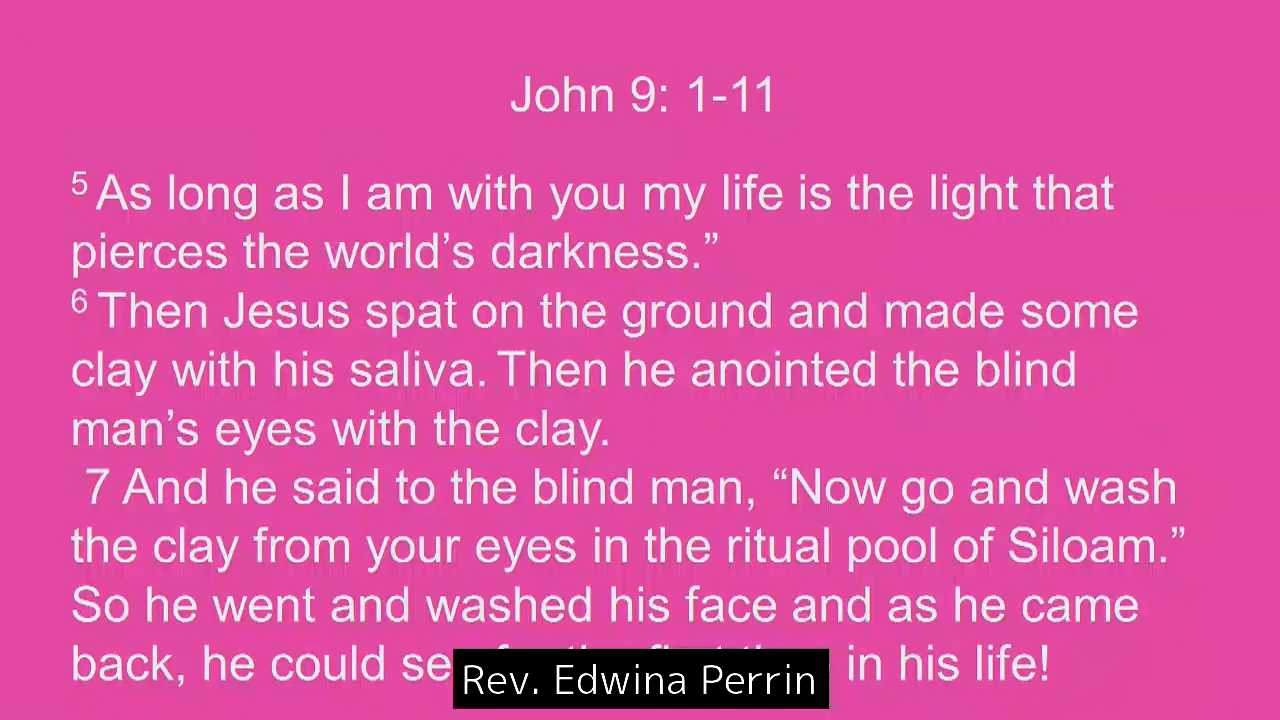 John 9: 1-11
5 As long as I am with you my life is the light that
pierces the world’s darkness.”
6 Then Jesus spat on the ground and made some
clay with his saliva. Then he anointed the blind
man’s eyes with the clay.
7 And he said to the blind man, “Now go and wash
the clay from your eyes in the ritual pool of Siloam.”
So he went and washed his face and as he came
back, he could in his life!
Rev. Edwina Perrin